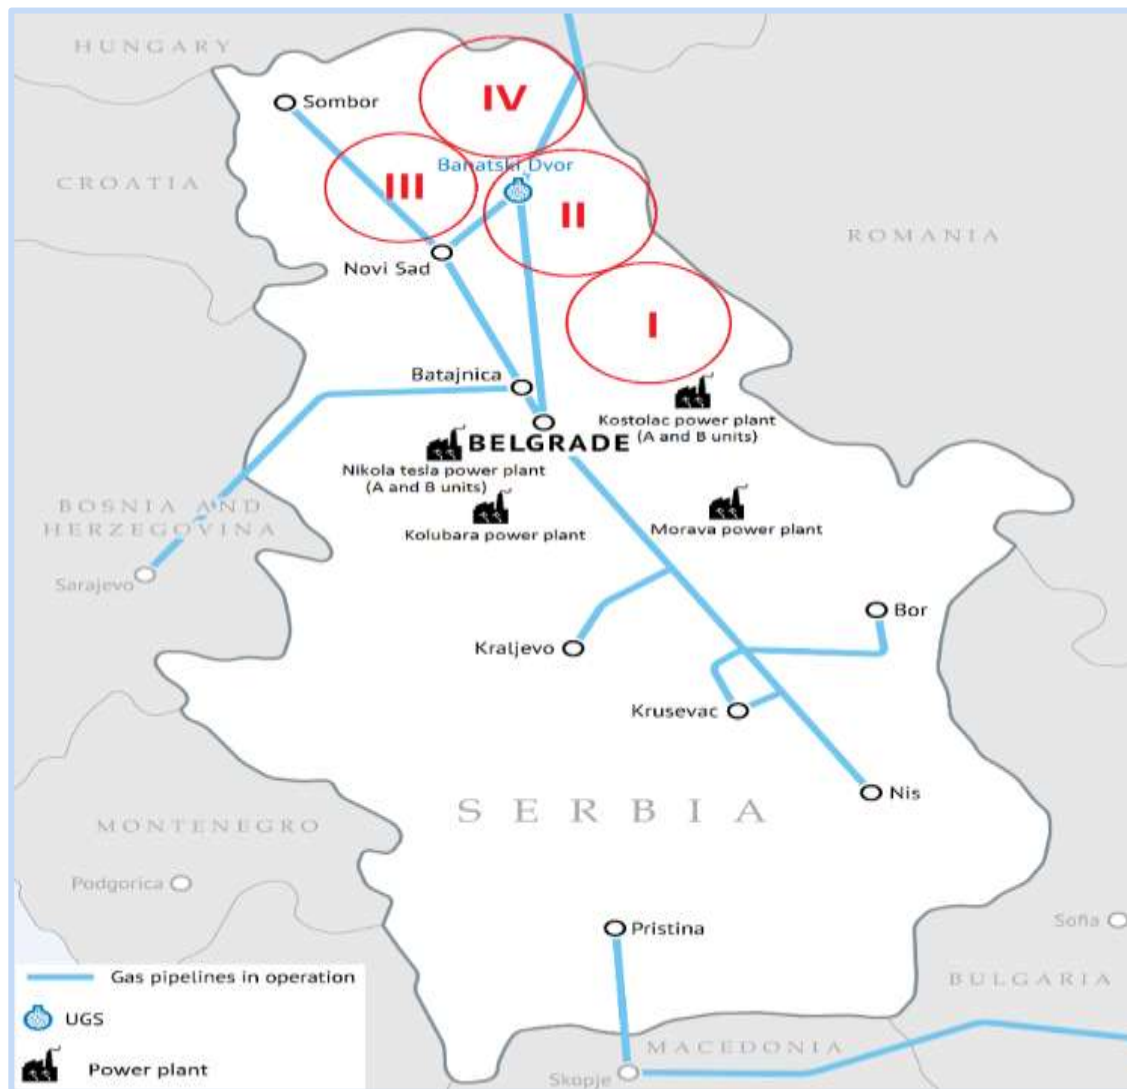 HUNGARY
IV
Sombor
Banatski Dvor
CROATIA
III
II
ROMANIA
Novi Sad
I
Batajnica
Kostolac power plant
(A and B units)
BELGRADE
Nikola tesla power plant
(A and B units)
BOSNIA AND
HERZEGOVINA
Kolubara power plant
Morava power plant
Sarajevo
Bor
Kraljevo
Krusevac
Nis
SERBIA
MONTENEGRO
Podgorica
Pristina
Sofia
Gas pipelines in operation
BULGARIA
UGS
MACEDONIA
Power plant
Skopje